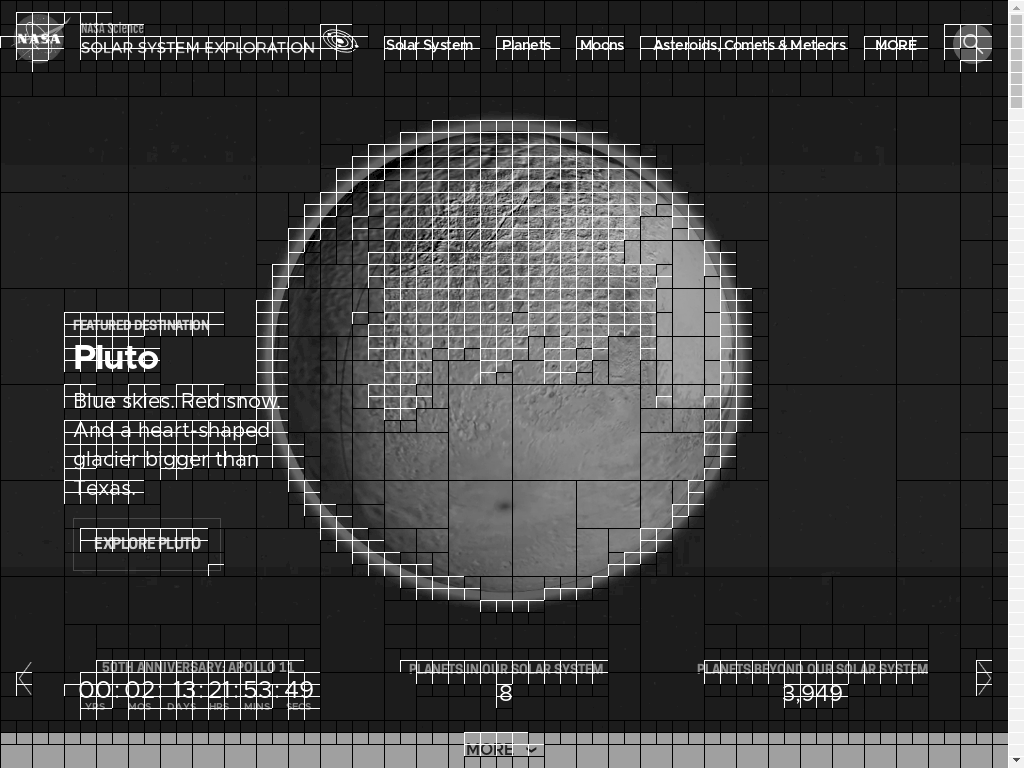 NASA
NASA Science
SOLAR SYSTEM EXPLORATION
Solar System Planets Moons Asteroids, Comets & Meteors MORE
FEATURED DESTINATION
Pluto
Blue skies. Red snow.
And a heart-shaped
glacier bigger than
Texas.
EXPLORE PLUTO
50TH ANNIVERSARY: APOLLO 11
00 : 02 : 13 : 21 : 53 : 49
YRS MOS DAYS HRS MINS SECS
PLANETS IN OUR SOLAR SYSTEM
8
PLANETS BEYOND OUR SOLAR SYSTEM
3,949
MORE